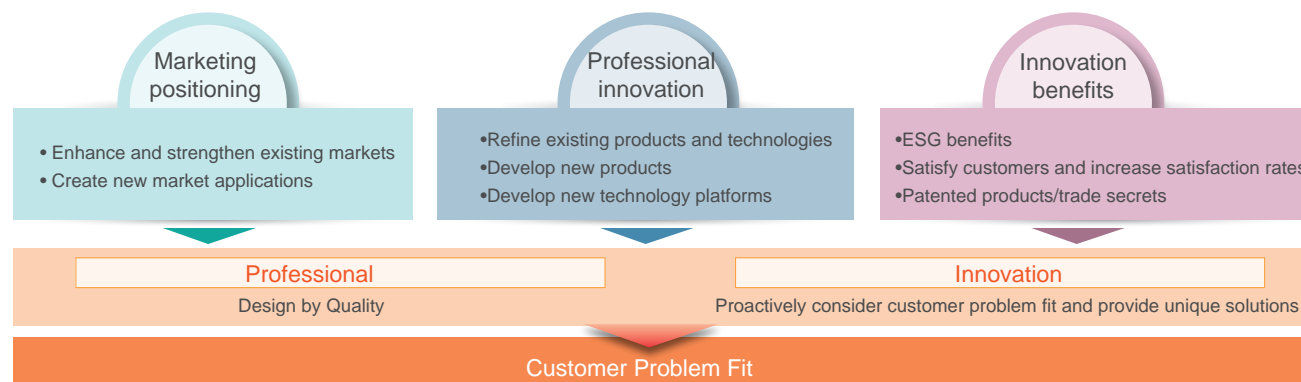 Marketing
positioning
• Enhance and strengthen existing markets
• Create new market applications
Professional
innovation
•Refine existing products and technologies
•Develop new products
•Develop new technology platforms
Innovation
benefits
•ESG benefits
•Satisfy customers and increase satisfaction rates
•Patented products/trade secrets
Professional
Design by Quality
Innovation
Proactively consider customer problem fit and provide unique solutions
Customer Problem Fit